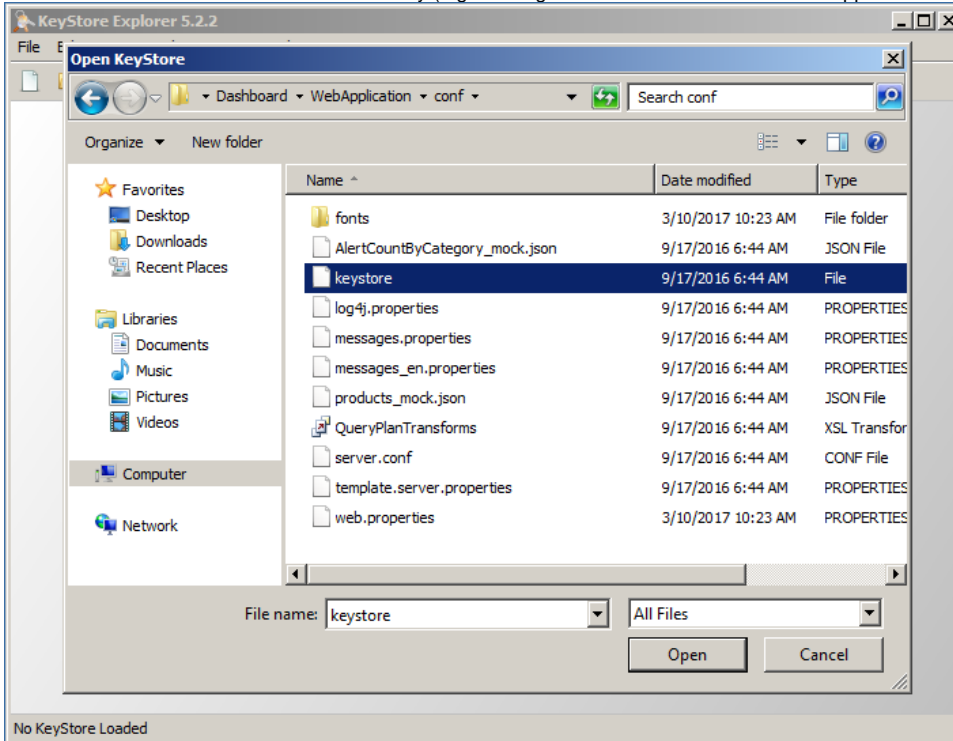 KeyStore Explorer 5.2.2
File
Open KeyStore
Dashboard WebApplication conf Search conf
Organize New folder
Name Date modified Type
Favorites
Desktop
Downloads
Recent Places
Libraries
Documents
Music
Pictures
Videos
Computer
Network
fonts 3/10/2017 10:23 AM File folder
AlertCountByCategory_mock.json 9/17/2016 6:44 AM JSON File
keystore 9/17/2016 6:44 AM File
log4j.properties 9/17/2016 6:44 AM PROPERTIES
messages.properties 9/17/2016 6:44 AM PROPERTIES
messages_en.properties 9/17/2016 6:44 AM PROPERTIES
products_mock.json 9/17/2016 6:44 AM JSON File
QueryPlanTransforms 9/17/2016 6:44 AM XSL Transfor
server.conf 9/17/2016 6:44 AM CONF File
template.server.properties 9/17/2016 6:44 AM PROPERTIES
web.properties 3/10/2017 10:23 AM PROPERTIES
File name: keystore All Files
Open Cancel
No KeyStore Loaded